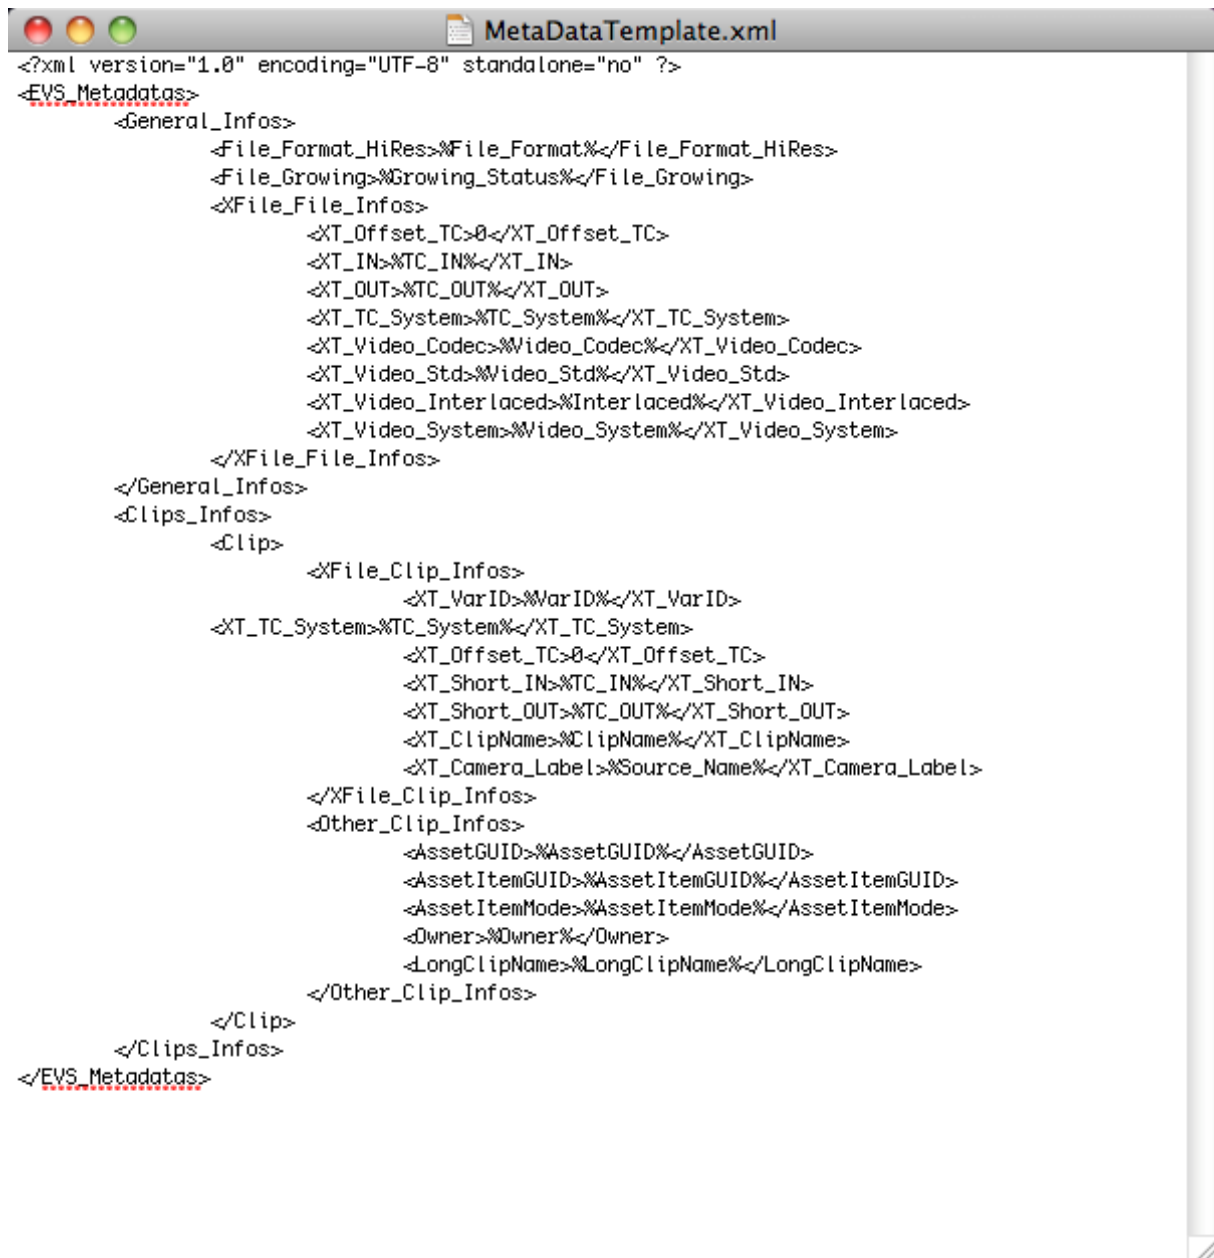 MetaDataTemplate.xml
<?xml version="1.0" encoding="UTF-8" standalone="no" ?>
<EVS_Metadatas>
<General_Infos>
<File_Format_HiRes>%File_Format%</File_Format_HiRes>
<File_Growing>%Growing_Status%</File_Growing>
<XFile_File_Infos>
<XT_Offset_TC>0</XT_Offset_TC>
<XT_IN>%TC_IN%</XT_IN>
<XT_OUT>%TC_OUT%</XT_OUT>
<XT_TC_System>%TC_System%</XT_TC_System>
<XT_Video_Codec>%Video_Codec%</XT_Video_Codec>
<XT_Video_Std>%Video_Std%</XT_Video_Std>
<XT_Video_Interlaced>%Interlaced%</XT_Video_Interlaced>
<XT_Video_System>%Video_System%</XT_Video_System>
</XFile_File_Infos>
</General_Infos>
<Clips_Infos>
<Clip>
<XFile_Clip_Infos>
<XT_VarID>%VarID%</XT_VarID>
<XT_TC_System>%TC_System%</XT_TC_System>
<XT_Offset_TC>0</XT_Offset_TC>
<XT_Short_IN>%TC_IN%</XT_Short_IN>
<XT_Short_OUT>%TC_OUT%</XT_Short_OUT>
<XT_ClipName>%ClipName%</XT_ClipName>
<XT_Camera_Label>%Source_Name%</XT_Camera_Label>
</XFile_Clip_Infos>
<Other_Clip_Infos>
<AssetGUID>%AssetGUID%</AssetGUID>
<AssetItemGUID>%AssetItemGUID%</AssetItemGUID>
<AssetItemMode>%AssetItemMode%</AssetItemMode>
<Owner>%Owner%</Owner>
<LongClipName>%LongClipName%</LongClipName>
</Other_Clip_Infos>
</Clip>
</Clips_Infos>
</EVS_Metadatas>